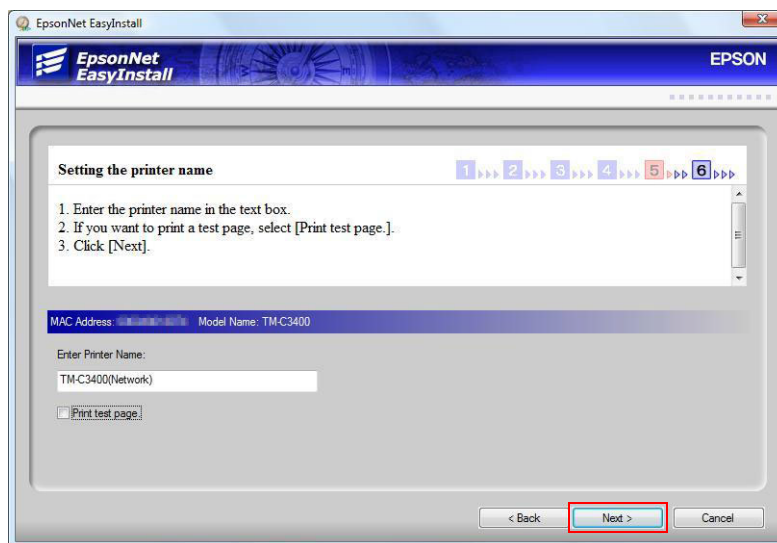 EpsonNet EasyInstall
EpsonNet
EasyInstall
EPSON
Setting the printer name
1 2 3 4 5 6
1. Enter the printer name in the text box.
2. If you want to print a test page, select [Print test page.].
3. Click [Next].
MAC Address: Model Name: TM-C3400
Enter Printer Name:
TM-C3400(Network)
Print test page.
< Back Next > Cancel